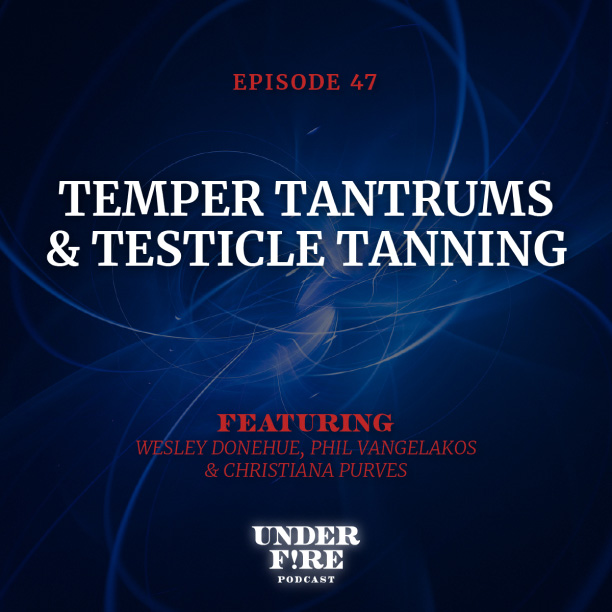 EPISODE 47
TEMPER TANTRUMS
& TESTICLE TANNING
FEATURING
WESLEY DONEHUE, PHIL VANGELAKOS
& CHRISTIANA PURVES
UNDER
F!RE
PODCAST